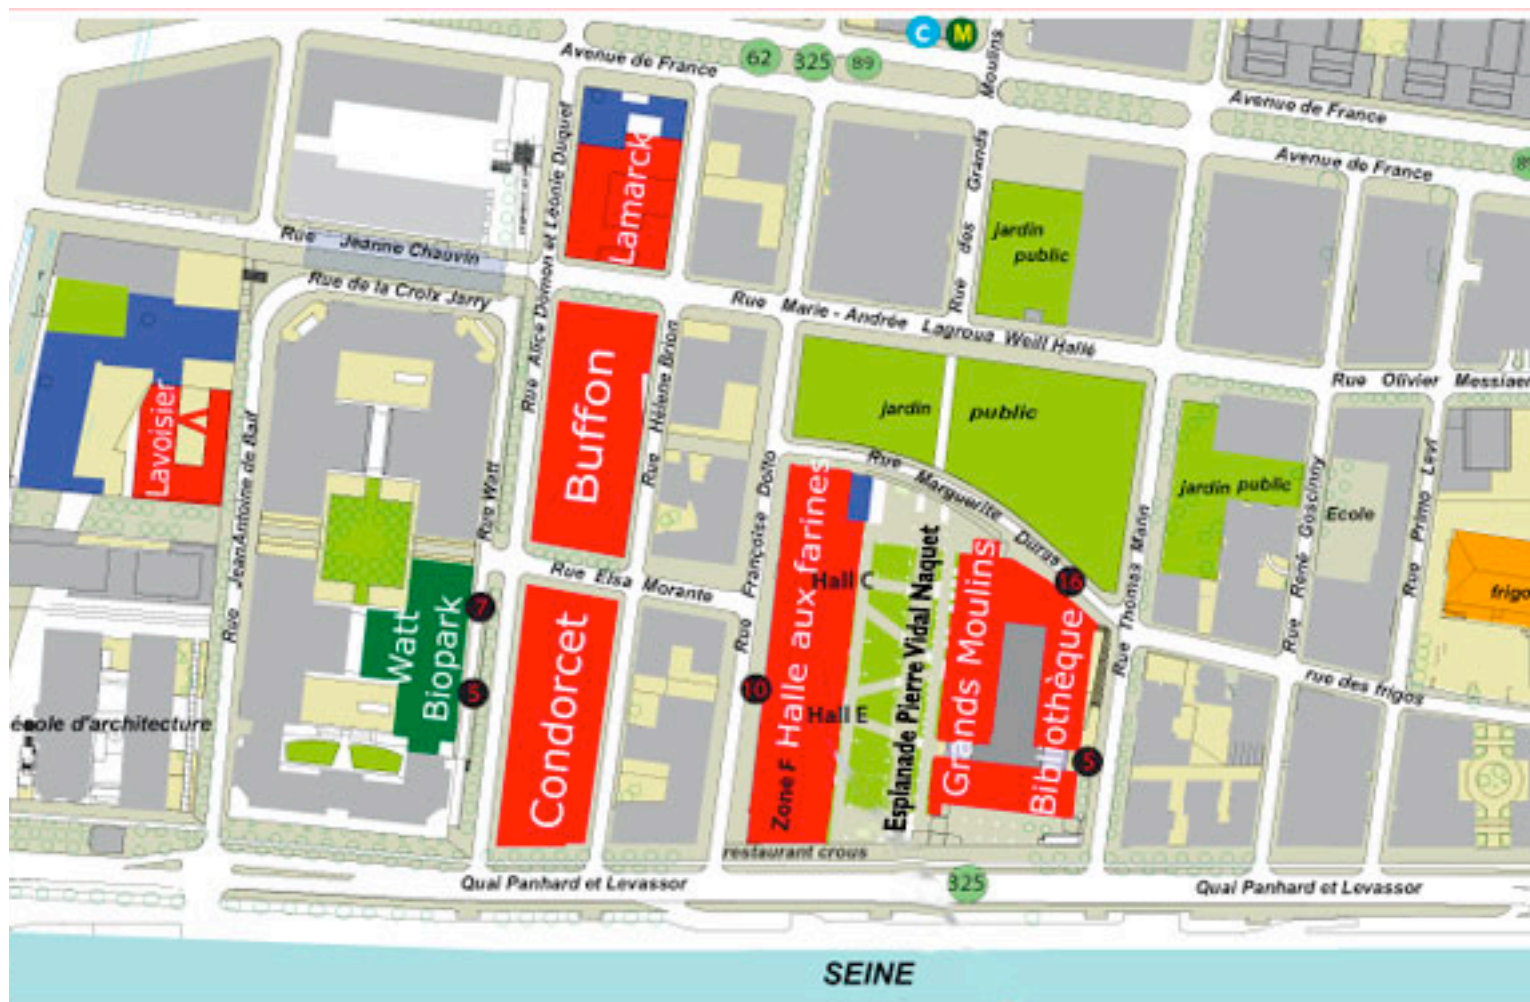 C
M
62
325
89
Avenue de France
Moulins
Avenue de France
Avenue de France
89
Rue Alice Domon et Léonie Duquet
Lamarck
Rue des Grands
jardin
public
Rue Jeanne Chauvin
Rue de la Croix Jarry
Rue Marie - Andrée Lagroua Weill Hallé
Rue Olivier Messiaen
Lavoisier
Rue JeanAntoine de Baïf
Rue Watt
Buffon
Rue Hélène Brion
Rue Françoise Dolto
jardin public
Rue Marguerite Duras
Rue Thomas Mann
jardin public
Rue René Goscinny
Ecole
Rue Primo Levi
frigo
Rue Elsa Morante
Watt
Biopark
7
5
Condorcet
10
Hall C
Hall E
Zone F Halle aux farines
Esplanade Pierre Vidal Naquet
Grands Moulins
Bibliothèque
16
5
rue des frigos
école d'architecture
restaurant crous
Quai Panhard et Levassor
325
Quai Panhard et Levassor
SEINE